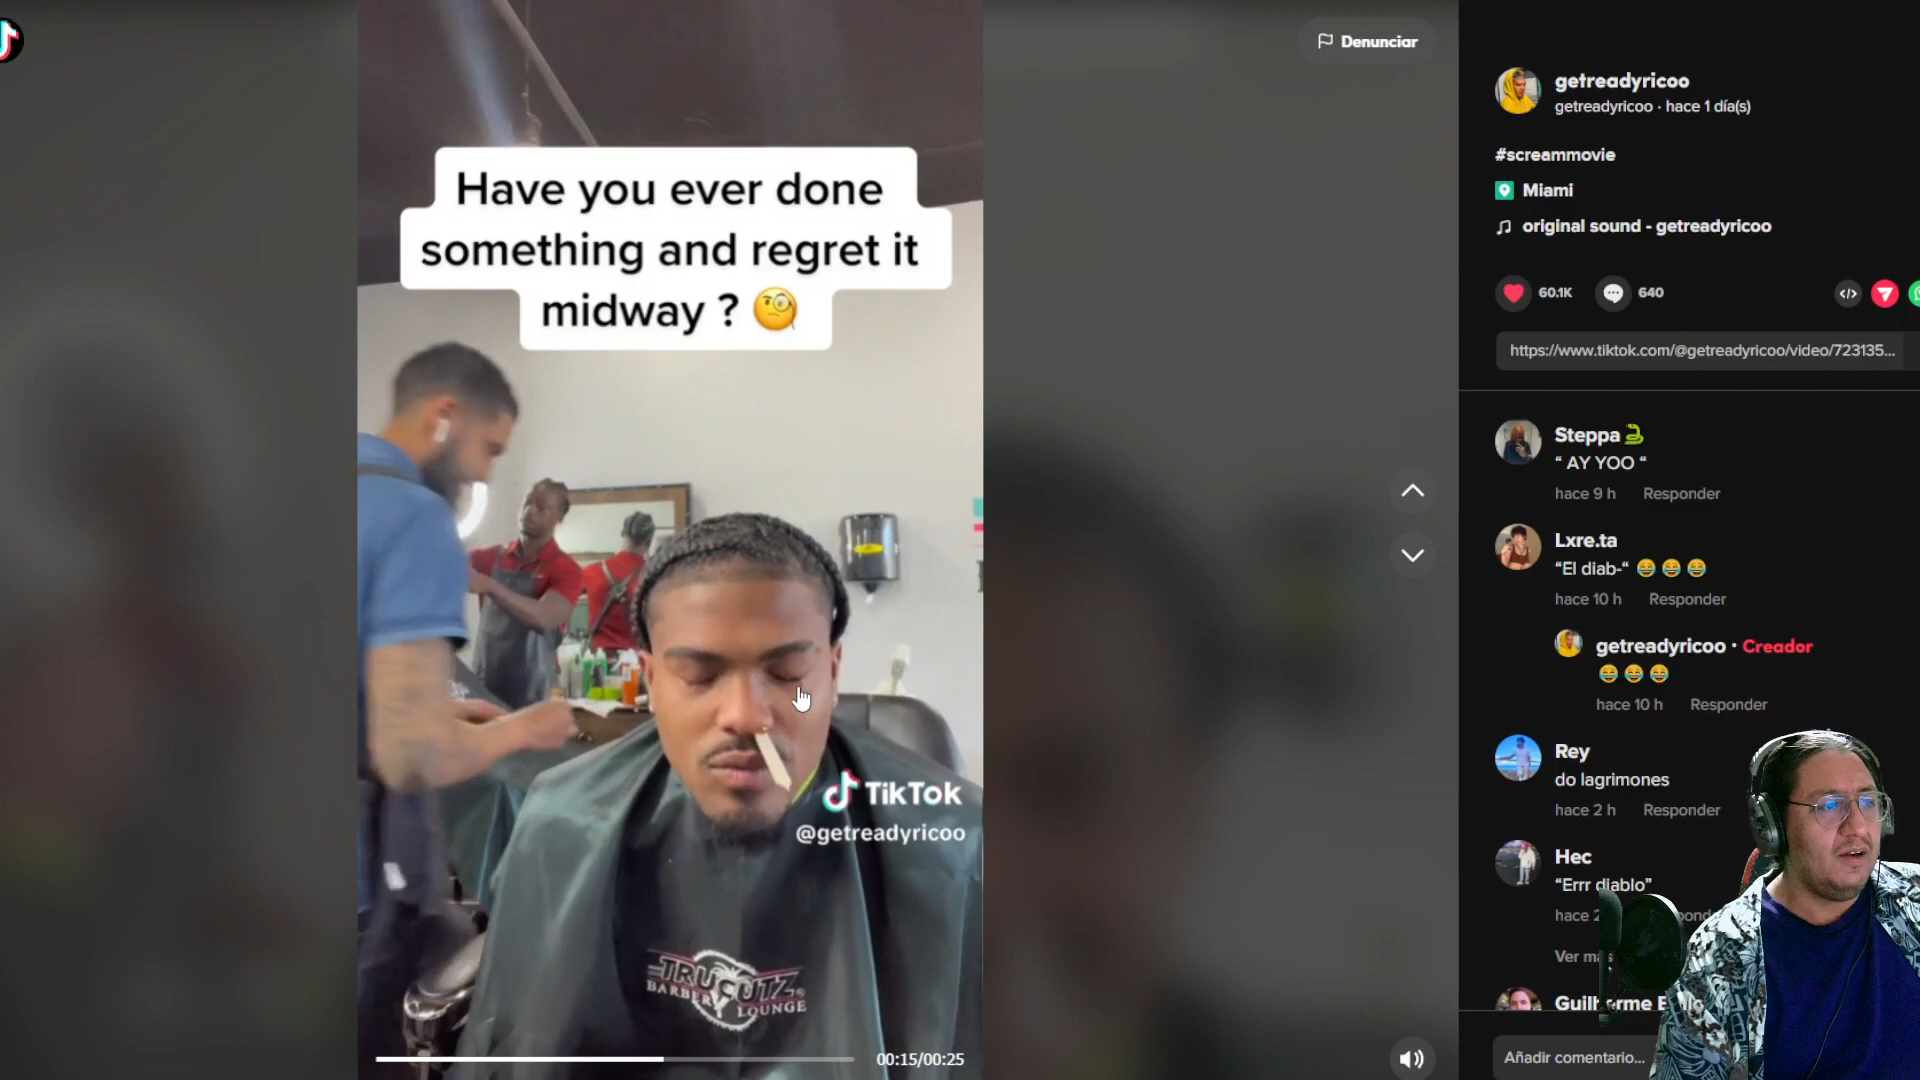 Denunciar
Have you ever done
something and regret it
midway ? 🧐
TikTok
@getreadyricoo
TRUCUTZ
BARBER LOUNGE
00:15/00:25
getreadyricoo
getreadyricoo · hace 1 día(s)
#screammovie
Miami
original sound - getreadyricoo
60.1K
640
https://www.tiktok.com/@getreadyricoo/video/723135...
Steppa🐍
“ AY YOO “
hace 9 h Responder
Lxre.ta
“El diab-“ 😂 😂 😂
hace 10 h Responder
getreadyricoo · Creador
😂 😂 😂
hace 10 h Responder
Rey
do lagrimones
hace 2 h Responder
Hec
“Errr diablo”
hace
Ver
Añadir comentario...